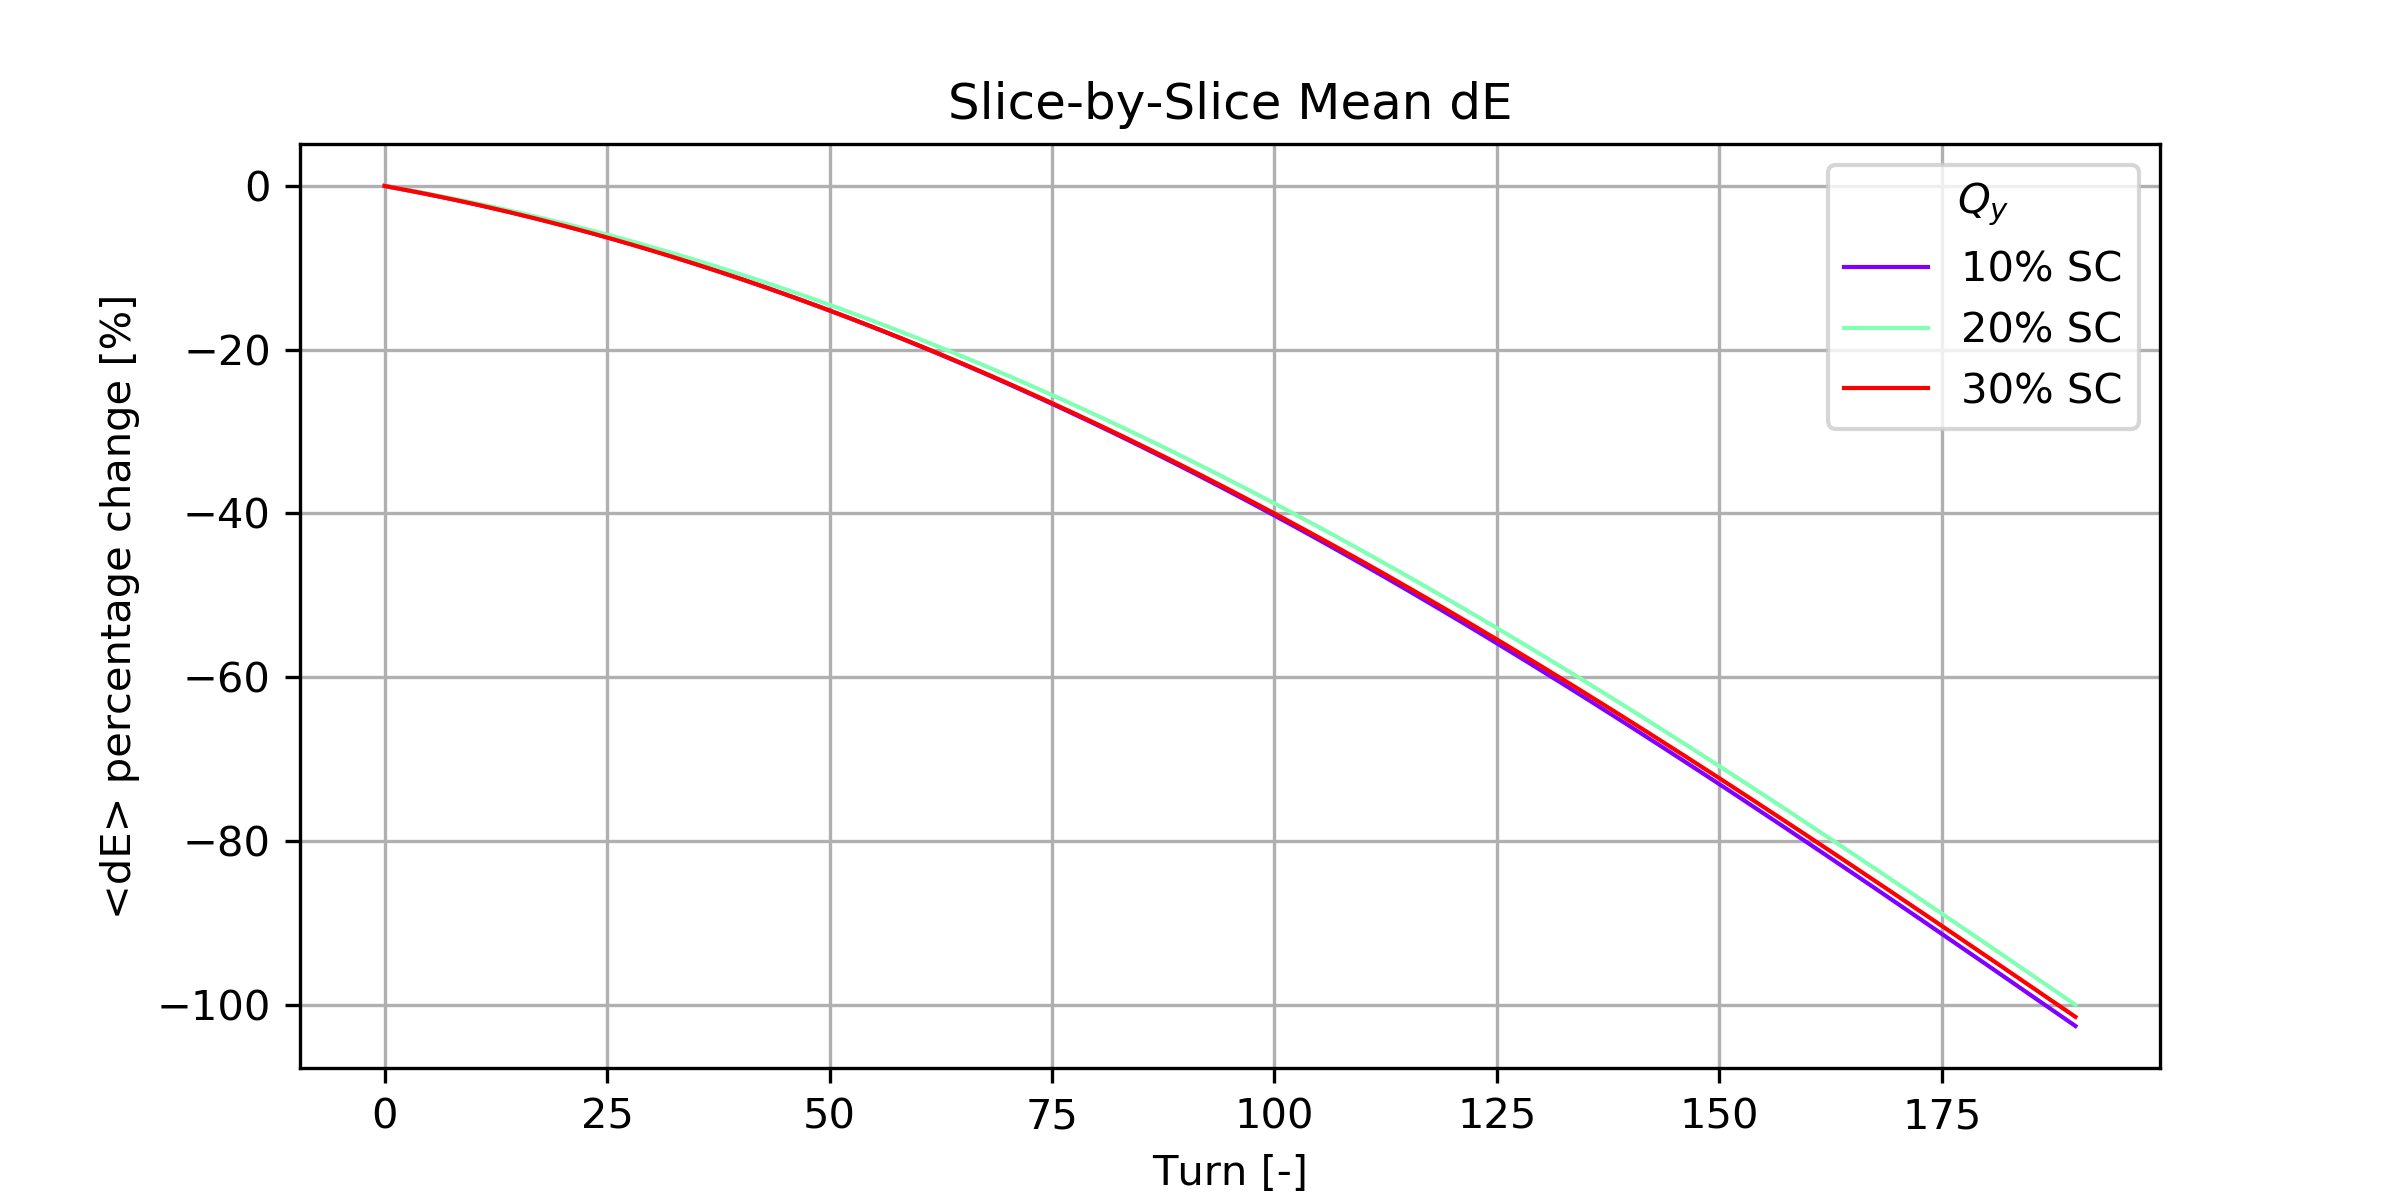 Slice-by-Slice Mean dE
<dE> percentage change [%]
0
−20
−40
−60
−80
−100
Qy
10% SC
20% SC
30% SC
0 25 50 75 100 125 150 175
Turn [-]